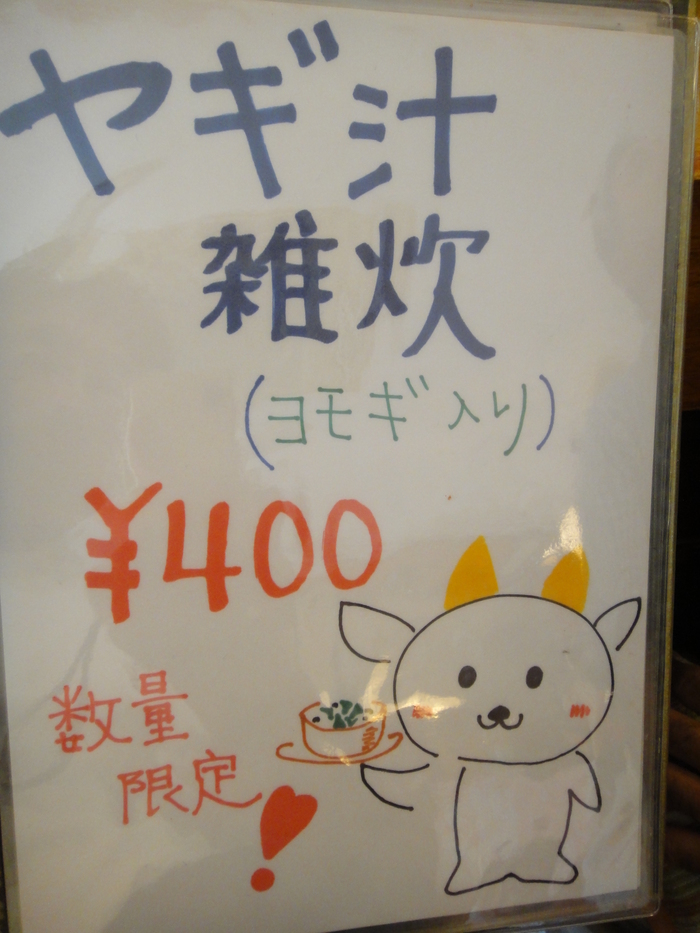 ヤギ汁
雑炊
(ヨモギ入り)
¥400
数量
限定!